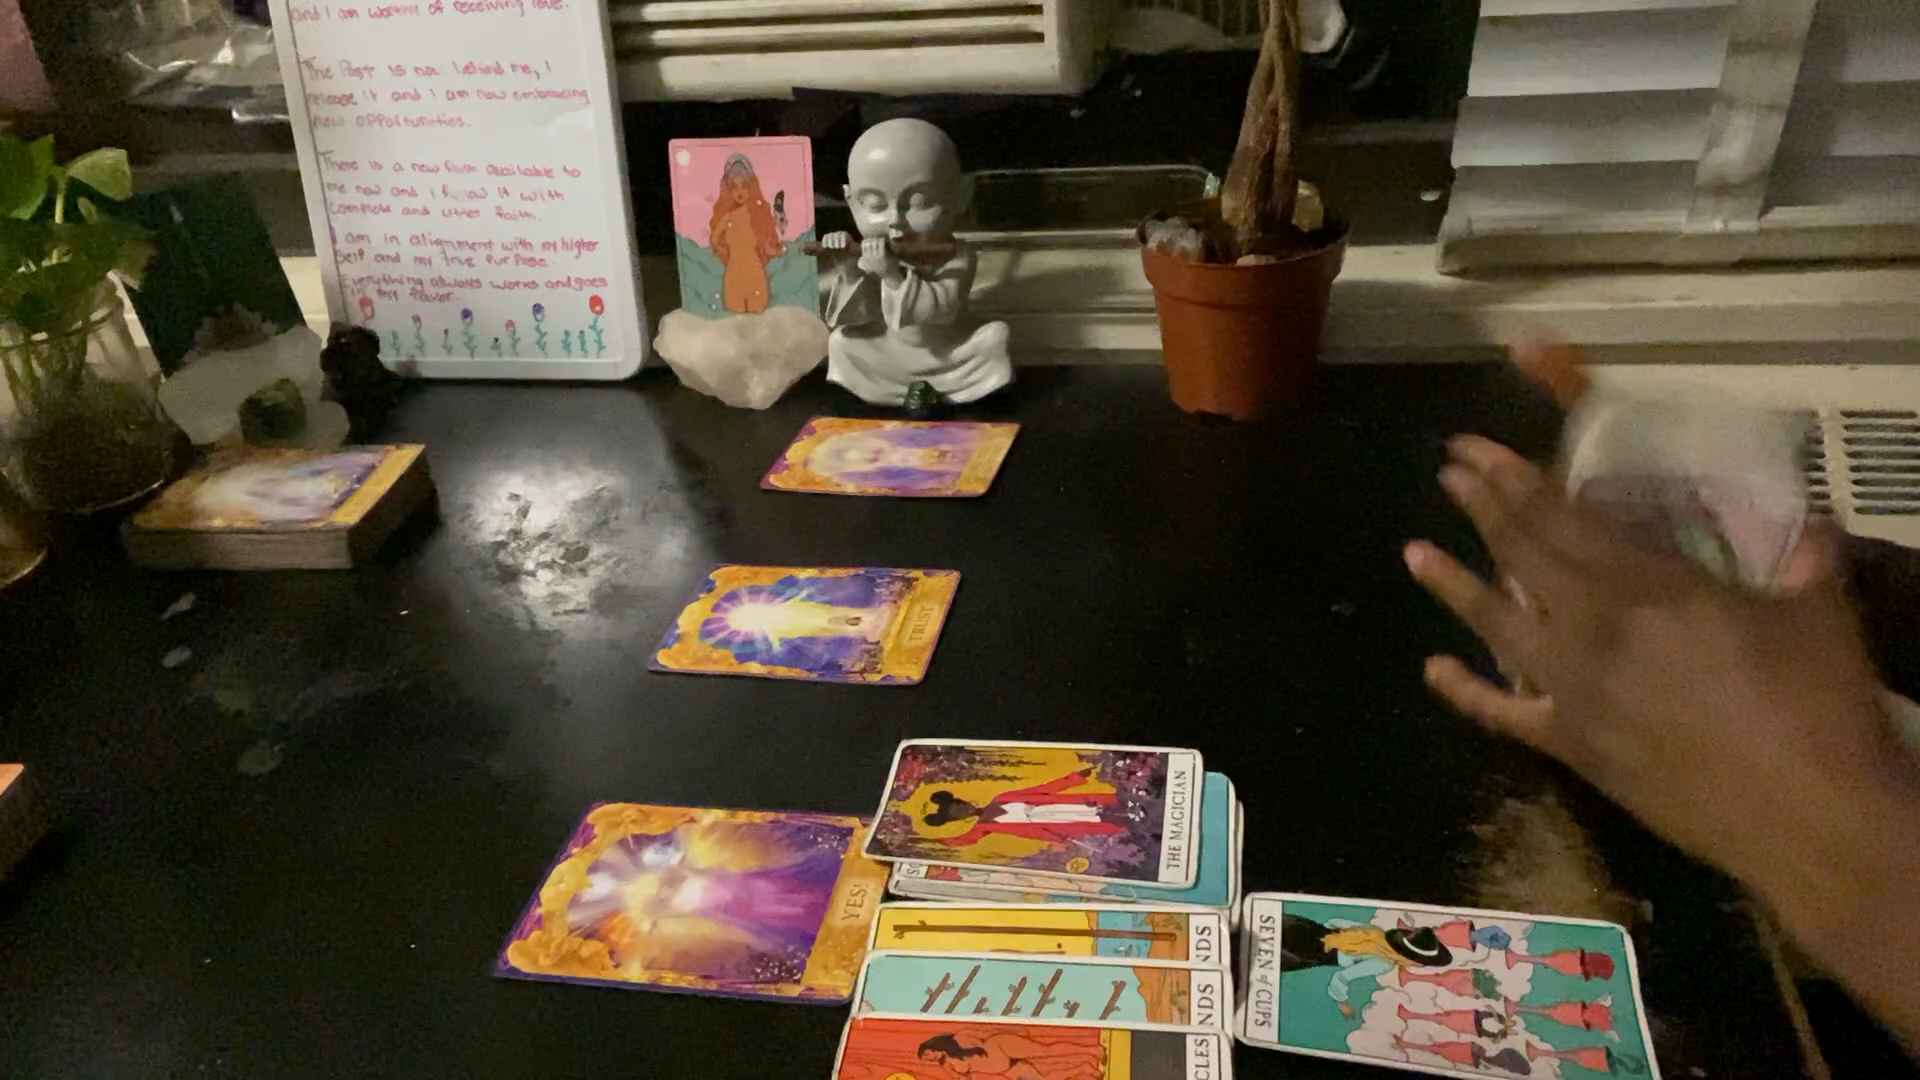 and I am worthy of receiving love.
The Past is now behind me, I
release it and I am now embracing
new opportunities.
There is a new from available to
me now and I follow it with
complete and utter faith.
I am in alignment with my higher
Self and my true Purpose.
Everything always works and goes
in my favor.
TRUST
YES!
THE MAGICIAN
NDS
NDS
CLES
SEVEN of CUPS